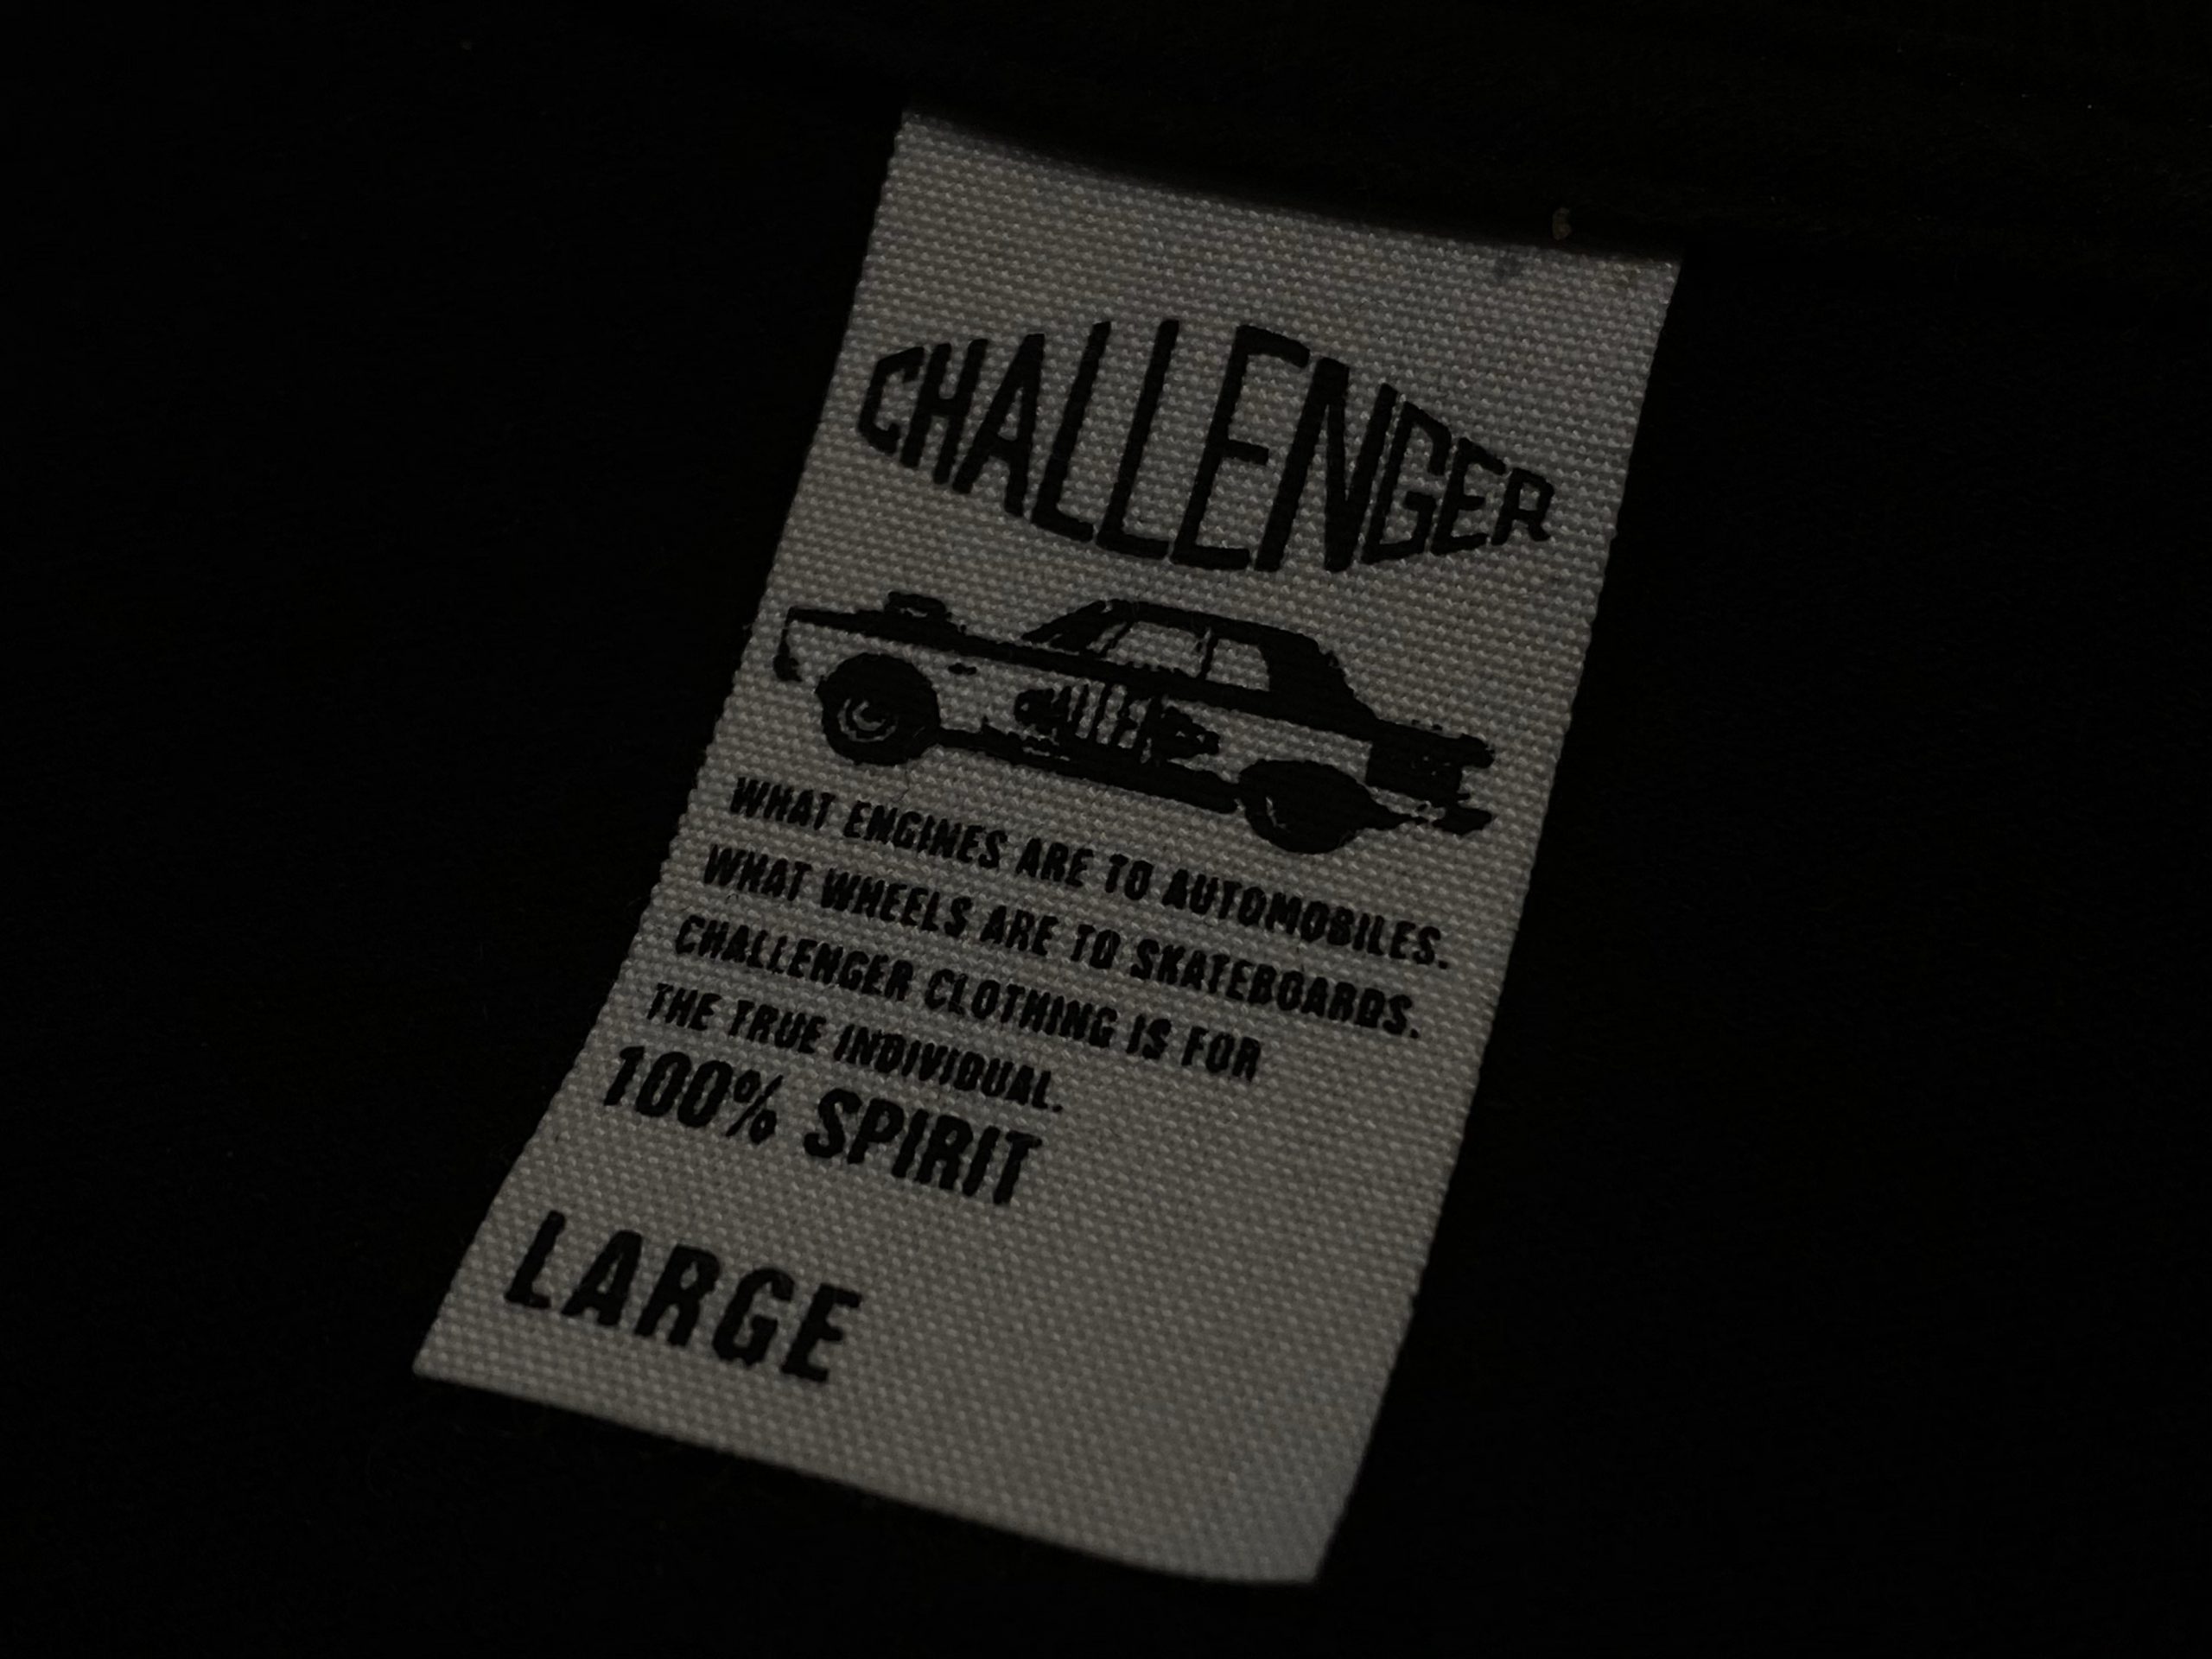 CHALLENGER
WHAT ENGINES ARE TO AUTOMOBILES.
WHAT WHEELS ARE TO SKATEBOARDS.
CHALLENGER CLOTHING IS FOR
THE TRUE INDIVIDUAL.
100% SPIRIT
LARGE